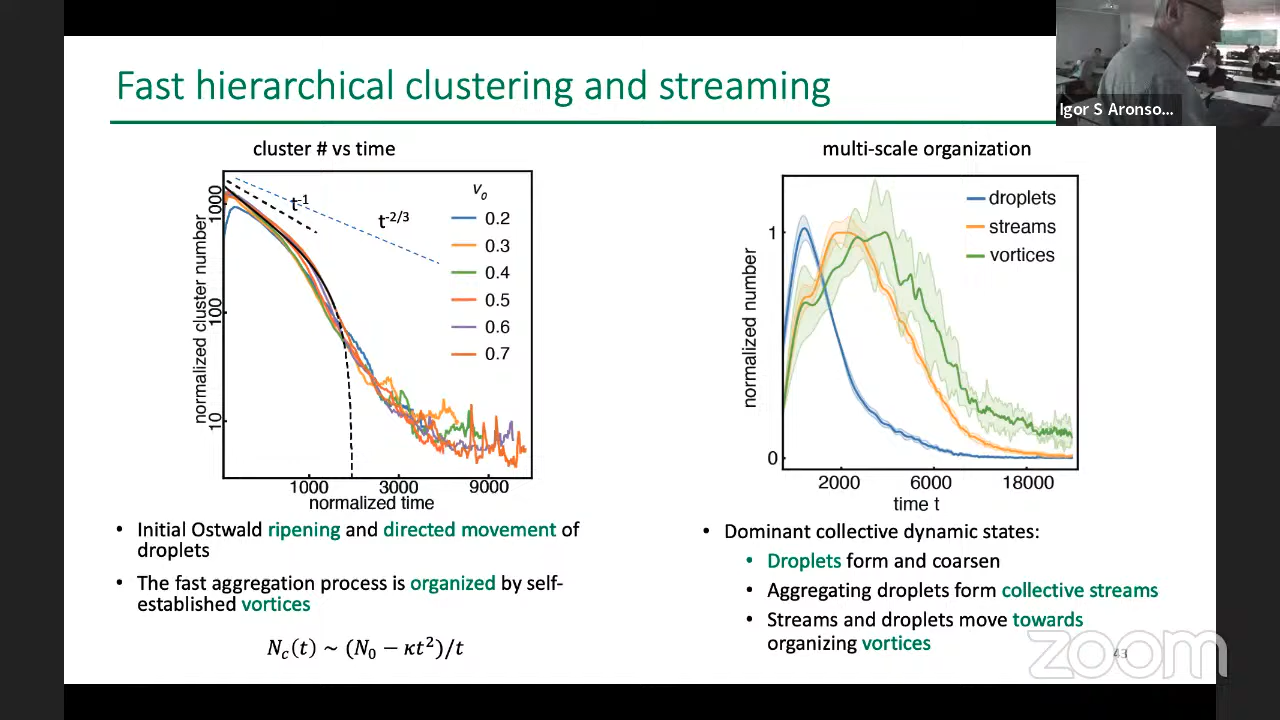 Fast hierarchical clustering and streaming
Igor S Aronso...
cluster # vs time
normalized cluster number
1000
100
10
t-1
t-2/3
v0
0.2
0.3
0.4
0.5
0.6
0.7
1000 3000 9000
normalized time
multi-scale organization
normalized number
1
0
droplets
streams
vortices
2000 6000 18000
time t
• Initial Ostwald ripening and directed movement of
droplets
• The fast aggregation process is organized by self-
established vortices
Nc(t) ~ (N0 − κt²)/t
• Dominant collective dynamic states:
• Droplets form and coarsen
• Aggregating droplets form collective streams
• Streams and droplets move towards
organizing vortices
43
zoom